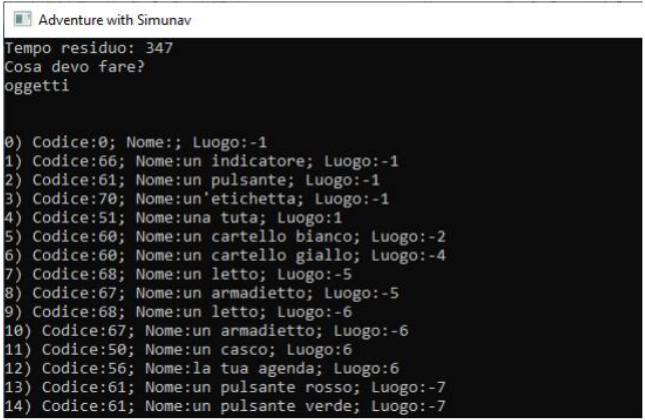 Adventure with Simunav
Tempo residuo: 347
Cosa devo fare?
oggetti
0) Codice:0; Nome:; Luogo:-1
1) Codice:66; Nome:un indicatore; Luogo:-1
2) Codice:61; Nome:un pulsante; Luogo:-1
3) Codice:70; Nome:un'etichetta; Luogo:-1
4) Codice:51; Nome:una tuta; Luogo:1
5) Codice:60; Nome:un cartello bianco; Luogo:-2
6) Codice:60; Nome:un cartello giallo; Luogo:-4
7) Codice:68; Nome:un letto; Luogo:-5
8) Codice:67; Nome:un armadietto; Luogo:-5
9) Codice:68; Nome:un letto; Luogo:-6
10) Codice:67; Nome:un armadietto; Luogo:-6
11) Codice:50; Nome:un casco; Luogo:6
12) Codice:56; Nome:la tua agenda; Luogo:6
13) Codice:61; Nome:un pulsante rosso; Luogo:-7
14) Codice:61; Nome:un pulsante verde; Luogo:-7